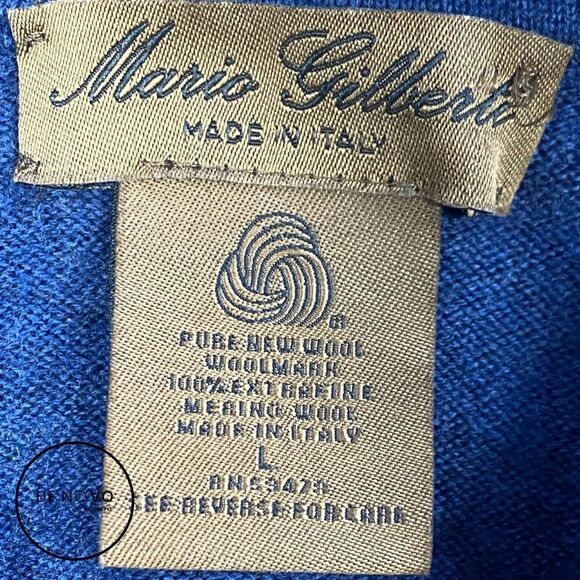 Mario Gilberti
MADE IN ITALY
®
PURE NEW WOOL
WOOLMARK
100% EXTRAFINE
MERINO WOOL
MADE IN ITALY
L
SEE REVERSE FOR CARE
DE NOVO